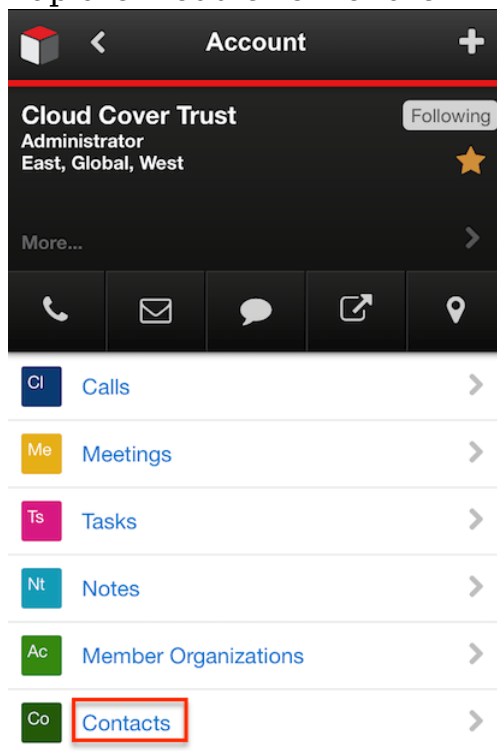 Account
Cloud Cover Trust
Following
Administrator
East, Global, West
More...
Cl Calls
Me Meetings
Ts Tasks
Nt Notes
Ac Member Organizations
Co Contacts